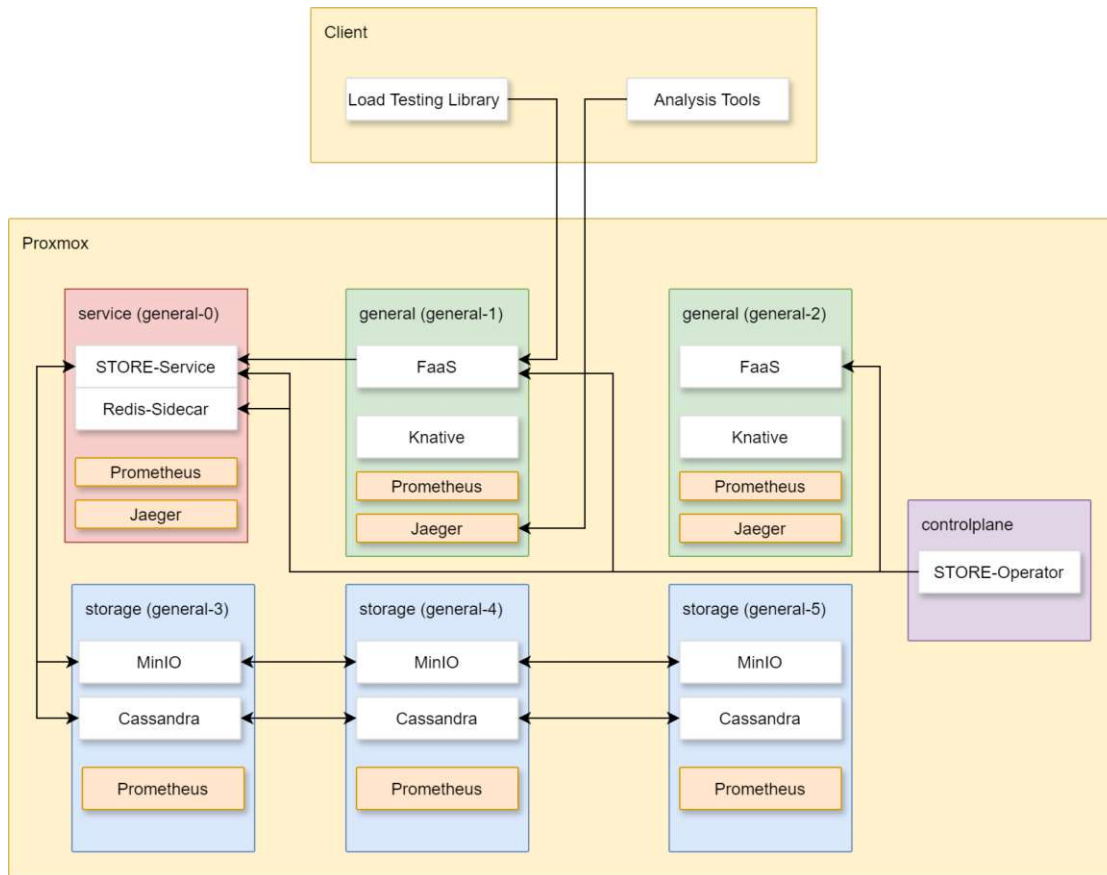 Client
Load Testing Library
Analysis Tools
Proxmox
service (general-0)
STORE-Service
Redis-Sidecar
Prometheus
Jaeger
general (general-1)
FaaS
Knative
Prometheus
Jaeger
general (general-2)
FaaS
Knative
Prometheus
Jaeger
controlplane
STORE-Operator
storage (general-3)
MinIO
Cassandra
Prometheus
storage (general-4)
MinIO
Cassandra
Prometheus
storage (general-5)
MinIO
Cassandra
Prometheus